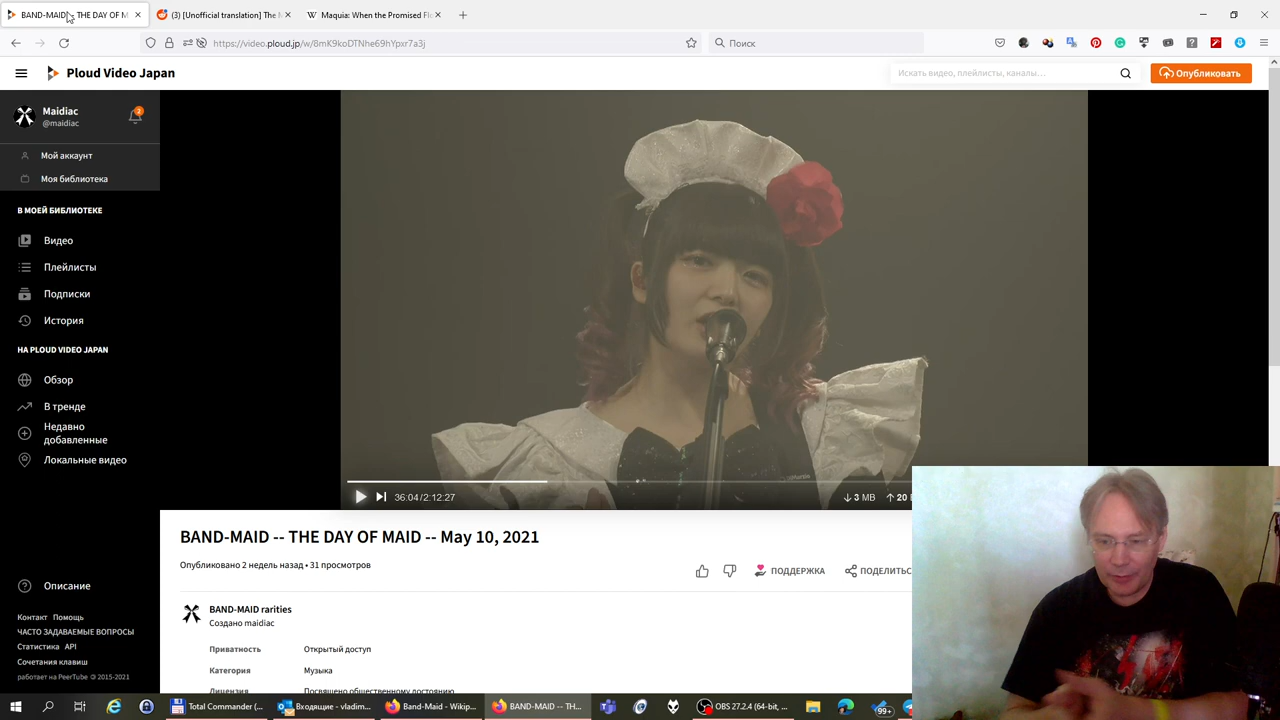 BAND-MAID -- THE DAY OF M
(3) [Unofficial translation] The M
Maquia: When the Promised Fl
https://video.ploud.jp/w/8mK9koDTNhe69hYpxr7a3j
Поиск
Ploud Video Japan
Искать видео, плейлисты, каналы…
Опубликовать
Maidiac
@maidiac
2
Мой аккаунт
Моя библиотека
В МОЕЙ БИБЛИОТЕКЕ
Видео
Плейлисты
Подписки
История
НА PLOUD VIDEO JAPAN
Обзор
В тренде
Недавно
добавленные
Локальные видео
Описание
Контакт Помощь
ЧАСТО ЗАДАВАЕМЫЕ ВОПРОСЫ
Статистика API
Сочетания клавиш
работает на PeerTube © 2015-2021
36:04/2:12:27
3 MB
20
BAND-MAID -- THE DAY OF MAID -- May 10, 2021
Опубликовано 2 недель назад • 31 просмотров
ПОДДЕРЖКА
ПОДЕЛИТЬС
BAND-MAID rarities
Создано maidiac
Приватность Открытый доступ
Категория Музыка
Лицензия Посвящено общественному достоянию
Total Commander (...
Входящие – vladim...
Band-Maid - Wikip...
BAND-MAID -- TH...
OBS 27.2.4 (64-bit, ...
99+